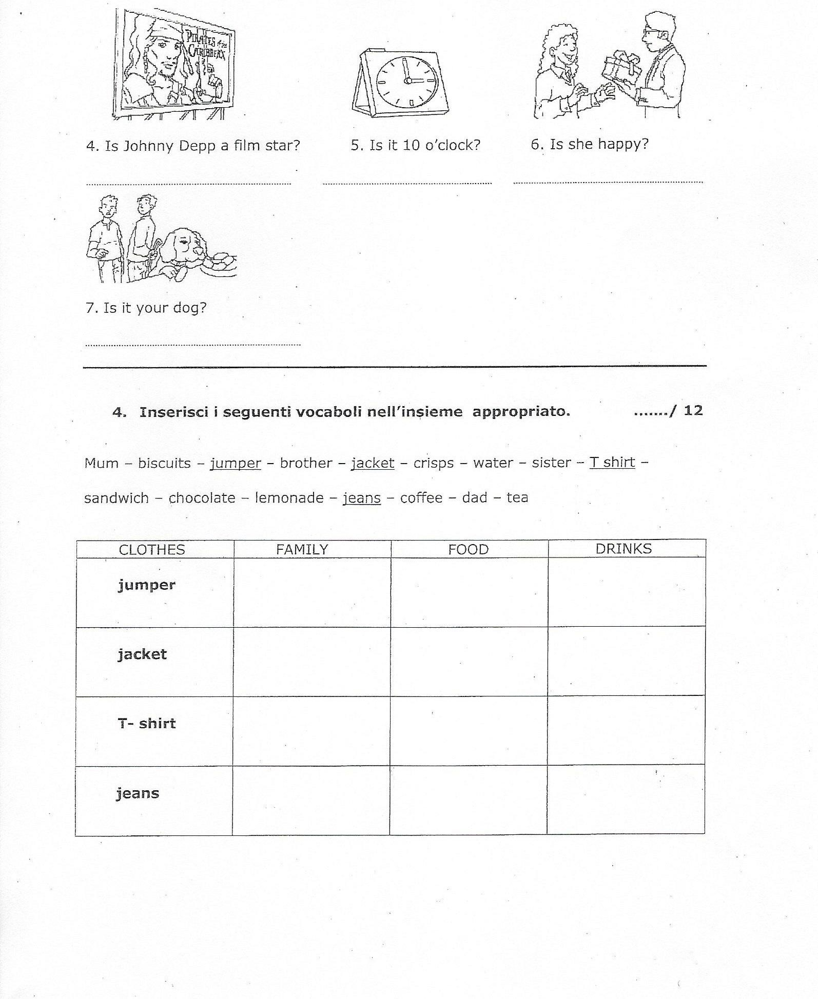 PIRATES of the
CARIBBEAN
4. Is Johnny Depp a film star?
5. Is it 10 o’clock?
6. Is she happy?
7. Is it your dog?
4. Inserisci i seguenti vocaboli nell’insieme appropriato. ......./ 12
Mum – biscuits – jumper – brother – jacket – crisps – water – sister – T shirt –
sandwich – chocolate – lemonade – jeans – coffee – dad – tea
CLOTHES FAMILY FOOD DRINKS
jumper
jacket
T- shirt
jeans